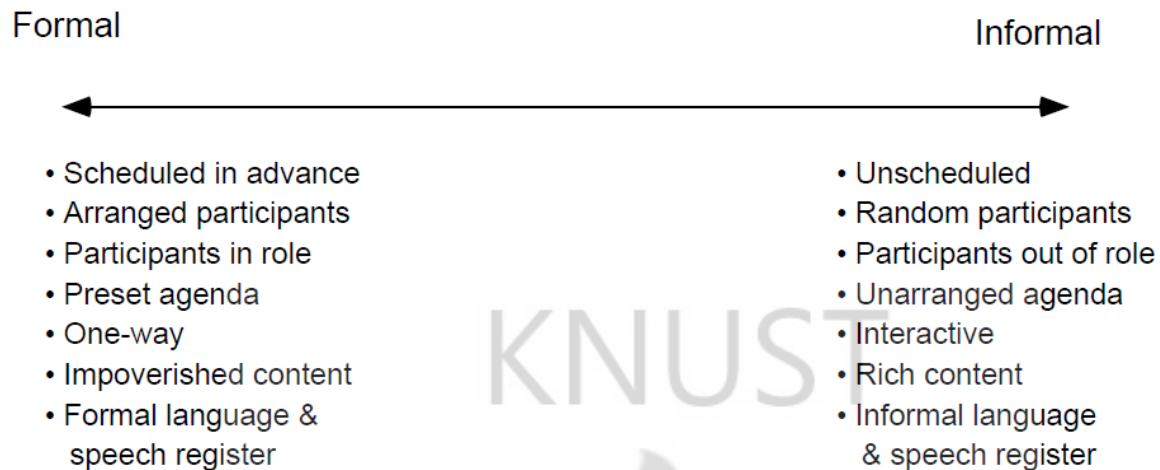 Formal
Informal
• Scheduled in advance
• Arranged participants
• Participants in role
• Preset agenda
• One-way
• Impoverished content
• Formal language &
speech register
• Unscheduled
• Random participants
• Participants out of role
• Unarranged agenda
• Interactive
• Rich content
• Informal language
& speech register
KNUST